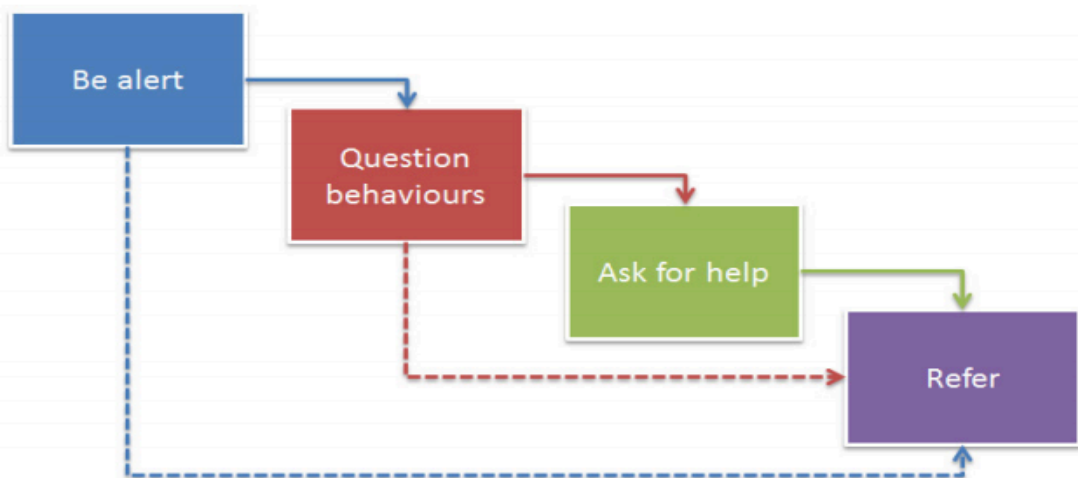 Be alert
Question
behaviours
Ask for help
Refer